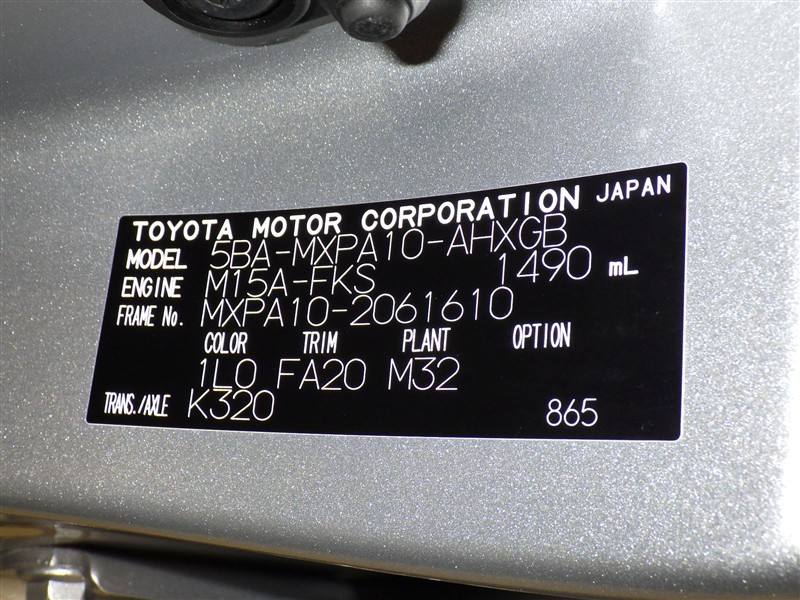 TOYOTA MOTOR CORPORATION JAPAN
MODEL 5BA-MXPA10-AHXGB
ENGINE M15A-FKS 1490 mL
FRAME No. MXPA10-2061610
COLOR TRIM PLANT OPTION
1L0 FA20 M32
TRANS./AXLE K320 865